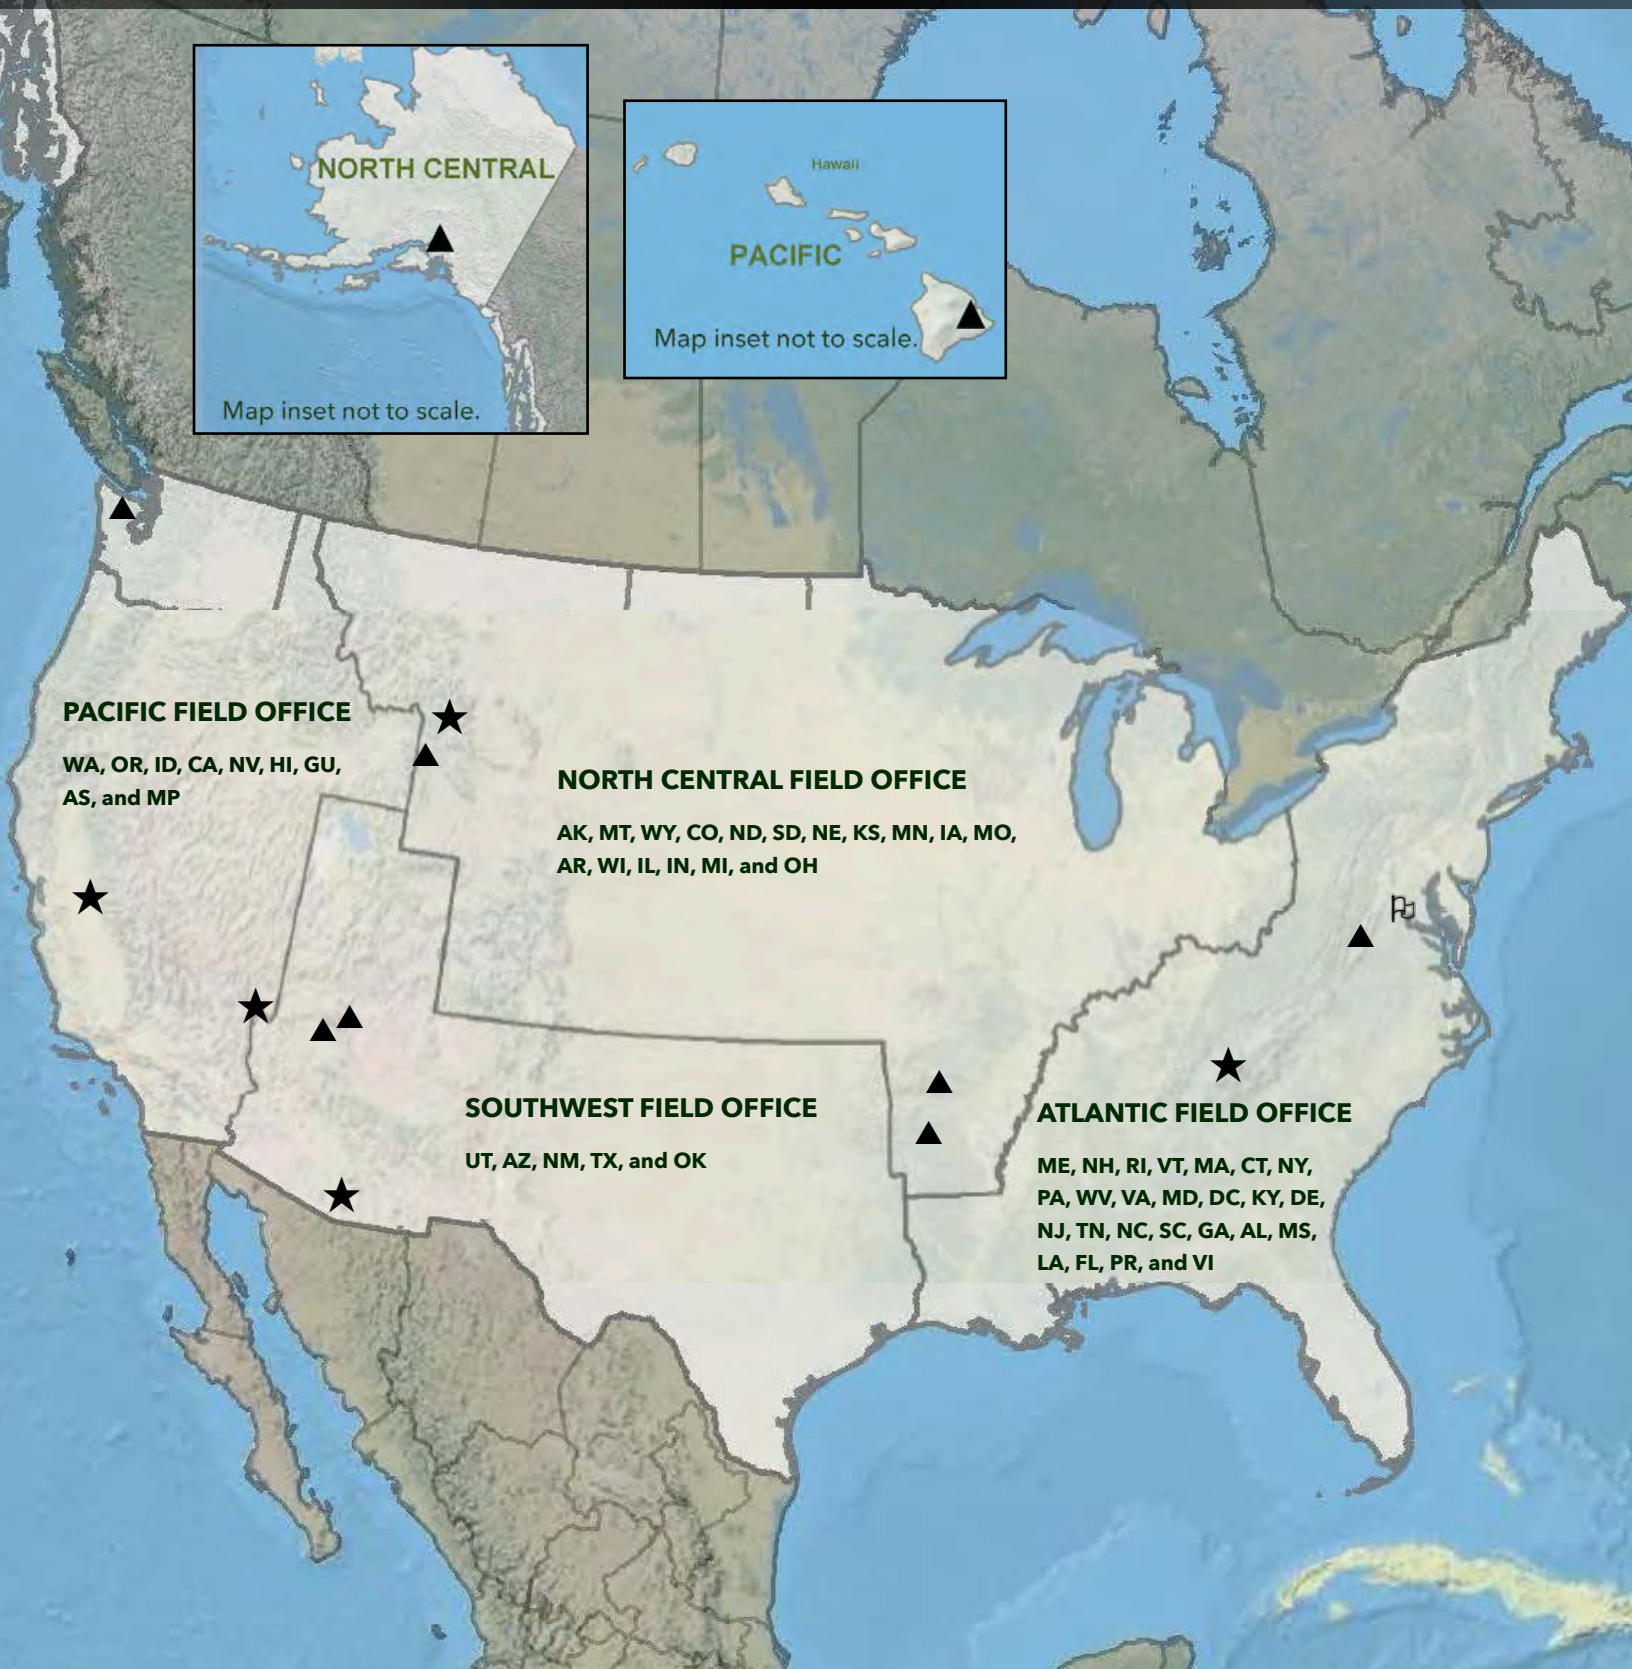 NORTH CENTRAL
Map inset not to scale.
Hawaii
PACIFIC
Map inset not to scale.
PACIFIC FIELD OFFICE
WA, OR, ID, CA, NV, HI, GU,
AS, and MP
NORTH CENTRAL FIELD OFFICE
AK, MT, WY, CO, ND, SD, NE, KS, MN, IA, MO,
AR, WI, IL, IN, MI, and OH
SOUTHWEST FIELD OFFICE
UT, AZ, NM, TX, and OK
ATLANTIC FIELD OFFICE
ME, NH, RI, VT, MA, CT, NY,
PA, WV, VA, MD, DC, KY, DE,
NJ, TN, NC, SC, GA, AL, MS,
LA, FL, PR, and VI